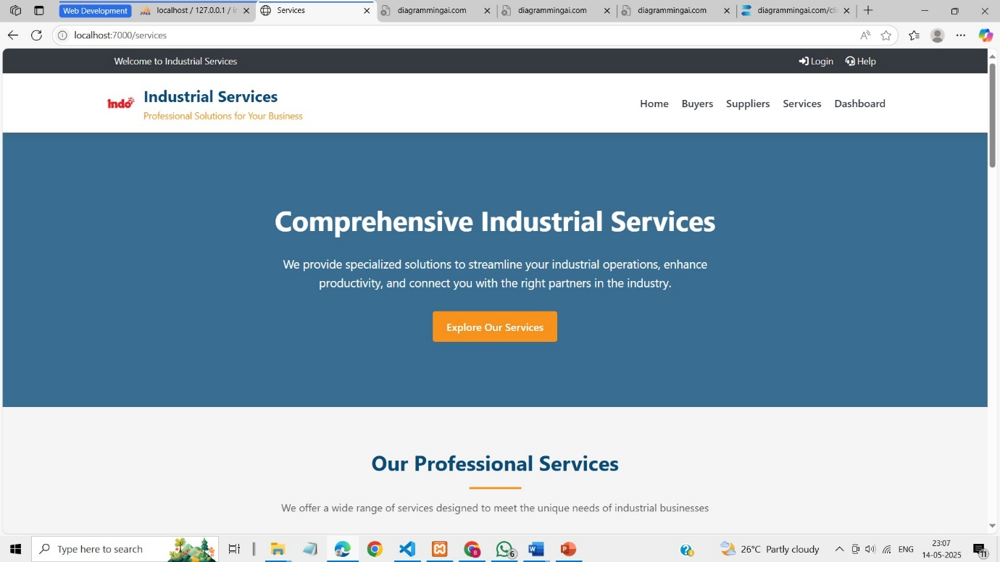 Web Development
localhost / 127.0.0.1 / ir
Services
diagrammingai.com
diagrammingai.com
diagrammingai.com
diagrammingai.com/cli
localhost:7000/services
Welcome to Industrial Services
Login
Help
indo
Industrial Services
Professional Solutions for Your Business
Home
Buyers
Suppliers
Services
Dashboard
Comprehensive Industrial Services
We provide specialized solutions to streamline your industrial operations, enhance
productivity, and connect you with the right partners in the industry.
Explore Our Services
Our Professional Services
We offer a wide range of services designed to meet the unique needs of industrial businesses
Type here to search
6
26°C Partly cloudy
ENG
23:07
14-05-2025
11